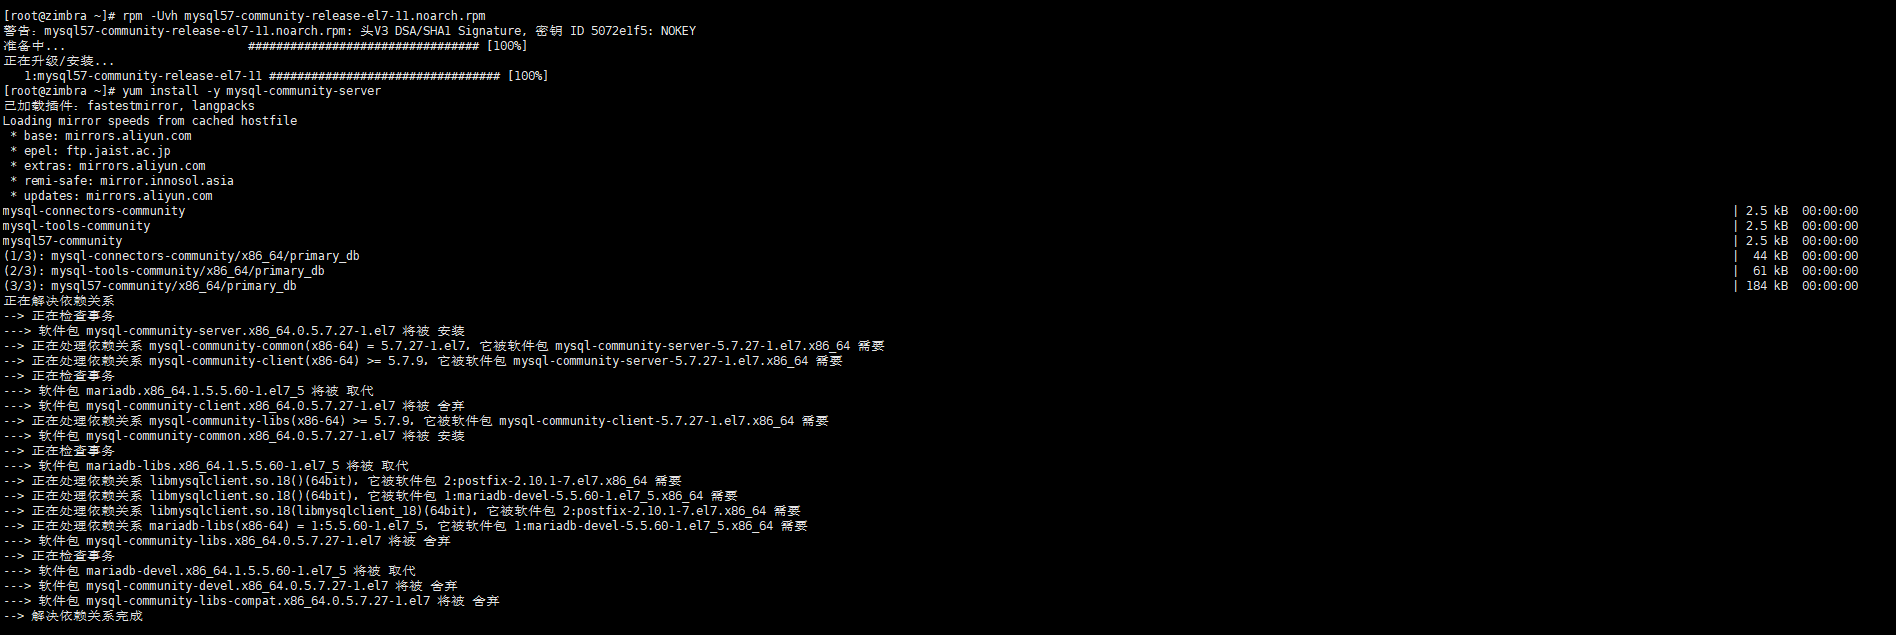 [root@zimbra ~]# rpm -Uvh mysql57-community-release-el7-11.noarch.rpm
警告：mysql57-community-release-el7-11.noarch.rpm: 头V3 DSA/SHA1 Signature, 密钥 ID 5072e1f5: NOKEY
准备中... ################################# [100%]
正在升级/安装...
1:mysql57-community-release-el7-11 ################################# [100%]
[root@zimbra ~]# yum install -y mysql-community-server
已加载插件：fastestmirror, langpacks
Loading mirror speeds from cached hostfile
* base: mirrors.aliyun.com
* epel: ftp.jaist.ac.jp
* extras: mirrors.aliyun.com
* remi-safe: mirror.innosol.asia
* updates: mirrors.aliyun.com
mysql-connectors-community | 2.5 kB 00:00:00
mysql-tools-community | 2.5 kB 00:00:00
mysql57-community | 2.5 kB 00:00:00
(1/3): mysql-connectors-community/x86_64/primary_db | 44 kB 00:00:00
(2/3): mysql-tools-community/x86_64/primary_db | 61 kB 00:00:00
(3/3): mysql57-community/x86_64/primary_db | 184 kB 00:00:00
正在解决依赖关系
--> 正在检查事务
---> 软件包 mysql-community-server.x86_64.0.5.7.27-1.el7 将被 安装
--> 正在处理依赖关系 mysql-community-common(x86-64) = 5.7.27-1.el7，它被软件包 mysql-community-server-5.7.27-1.el7.x86_64 需要
--> 正在处理依赖关系 mysql-community-client(x86-64) >= 5.7.9，它被软件包 mysql-community-server-5.7.27-1.el7.x86_64 需要
--> 正在检查事务
---> 软件包 mariadb.x86_64.1.5.5.60-1.el7_5 将被 取代
---> 软件包 mysql-community-client.x86_64.0.5.7.27-1.el7 将被 舍弃
--> 正在处理依赖关系 mysql-community-libs(x86-64) >= 5.7.9，它被软件包 mysql-community-client-5.7.27-1.el7.x86_64 需要
---> 软件包 mysql-community-common.x86_64.0.5.7.27-1.el7 将被 安装
--> 正在检查事务
---> 软件包 mariadb-libs.x86_64.1.5.5.60-1.el7_5 将被 取代
--> 正在处理依赖关系 libmysqlclient.so.18()(64bit)，它被软件包 2:postfix-2.10.1-7.el7.x86_64 需要
--> 正在处理依赖关系 libmysqlclient.so.18()(64bit)，它被软件包 1:mariadb-devel-5.5.60-1.el7_5.x86_64 需要
--> 正在处理依赖关系 libmysqlclient.so.18(libmysqlclient_18)(64bit)，它被软件包 2:postfix-2.10.1-7.el7.x86_64 需要
--> 正在处理依赖关系 mariadb-libs(x86-64) = 1:5.5.60-1.el7_5，它被软件包 1:mariadb-devel-5.5.60-1.el7_5.x86_64 需要
---> 软件包 mysql-community-libs.x86_64.0.5.7.27-1.el7 将被 舍弃
--> 正在检查事务
---> 软件包 mariadb-devel.x86_64.1.5.5.60-1.el7_5 将被 取代
---> 软件包 mysql-community-devel.x86_64.0.5.7.27-1.el7 将被 舍弃
---> 软件包 mysql-community-libs-compat.x86_64.0.5.7.27-1.el7 将被 舍弃
--> 解决依赖关系完成